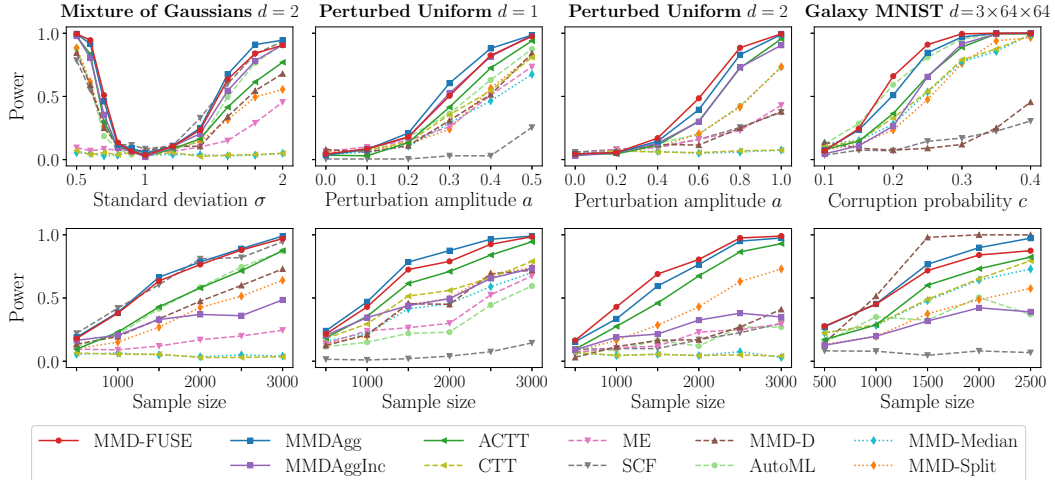 Mixture of Gaussians d = 2
Perturbed Uniform d = 1
Perturbed Uniform d = 2
Galaxy MNIST d=3×64×64
Power
1.0
0.5
0.0
0.5
1
2
Standard deviation σ
0.0 0.1 0.2 0.3 0.4 0.5
Perturbation amplitude a
0.0 0.2 0.4 0.6 0.8 1.0
Perturbation amplitude a
0.1 0.2 0.3 0.4
Corruption probability c
Power
1.0
0.5
0.0
1000 2000 3000
Sample size
1000 2000 3000
Sample size
1000 2000 3000
Sample size
500 1000 1500 2000 2500
Sample size
MMD-FUSE
MMDAgg
MMDAggInc
ACTT
CTT
ME
SCF
MMD-D
AutoML
MMD-Median
MMD-Split